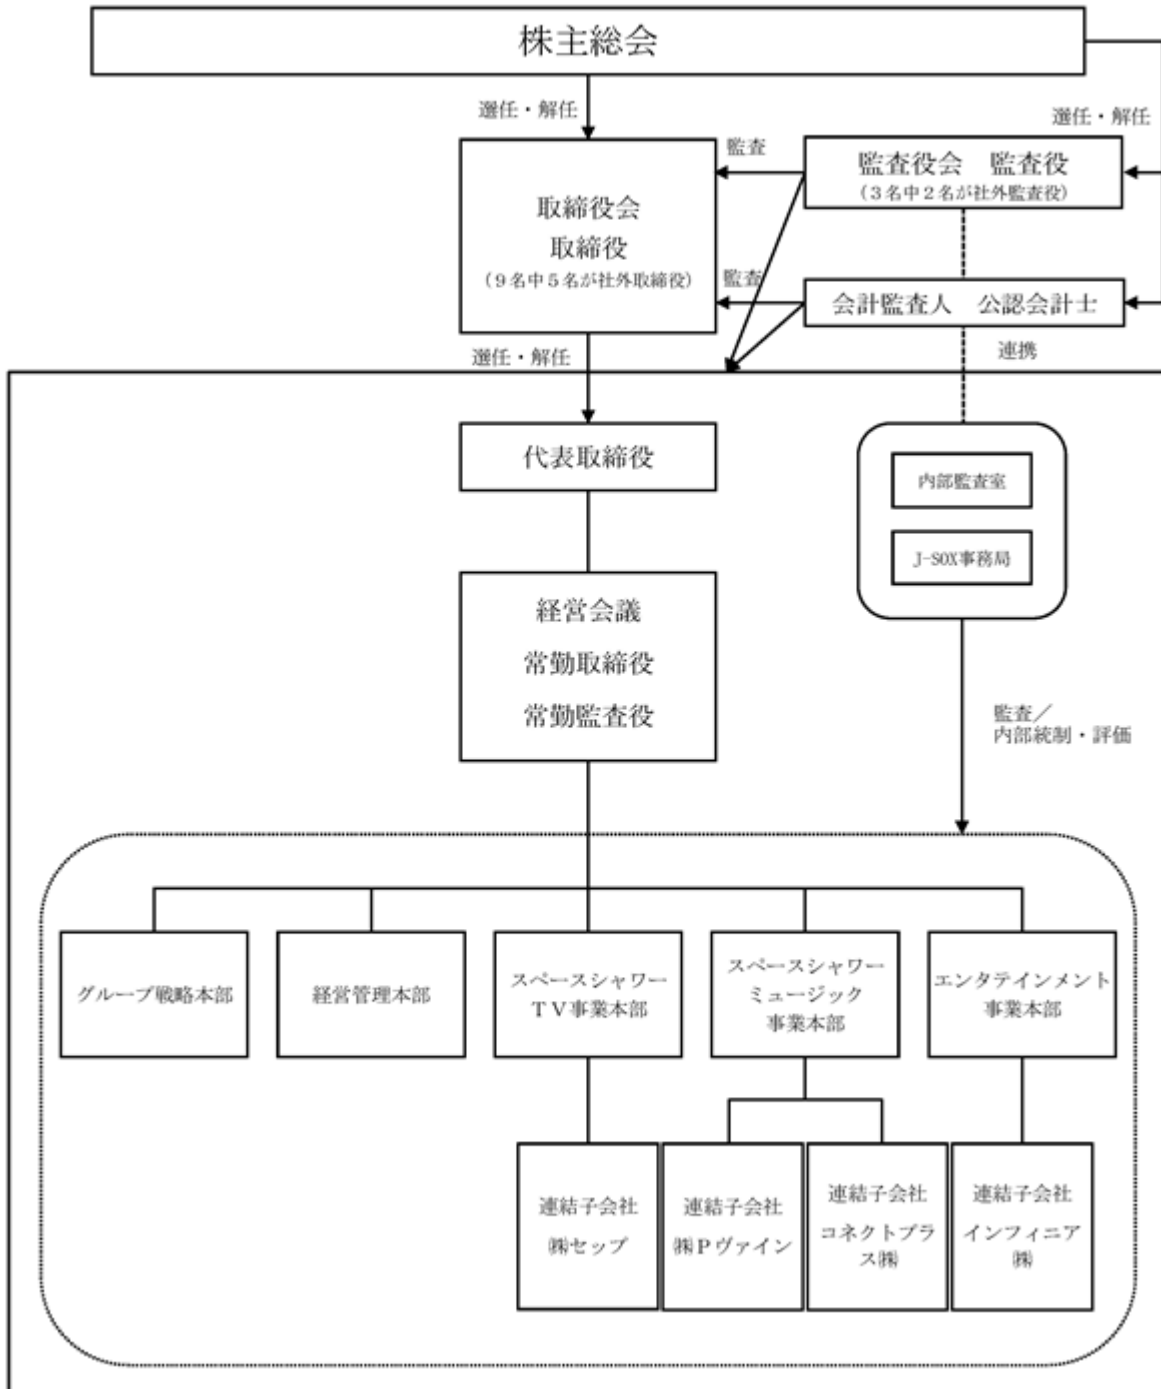 株主総会
選任・解任
選任・解任
監査
監査役会　監査役
（３名中２名が社外監査役）
取締役会
取締役
（９名中５名が社外取締役）
監査
会計監査人　公認会計士
選任・解任
連携
代表取締役
内部監査室
J-SOX事務局
経営会議
常勤取締役
常勤監査役
監査／
内部統制・評価
グループ戦略本部
経営管理本部
スペースシャワー
ＴＶ事業本部
スペースシャワー
ミュージック
事業本部
エンタテインメント
事業本部
連結子会社
㈱セップ
連結子会社
㈱Ｐヴァイン
連結子会社
コネクトプラ
ス㈱
連結子会社
インフィニア
㈱